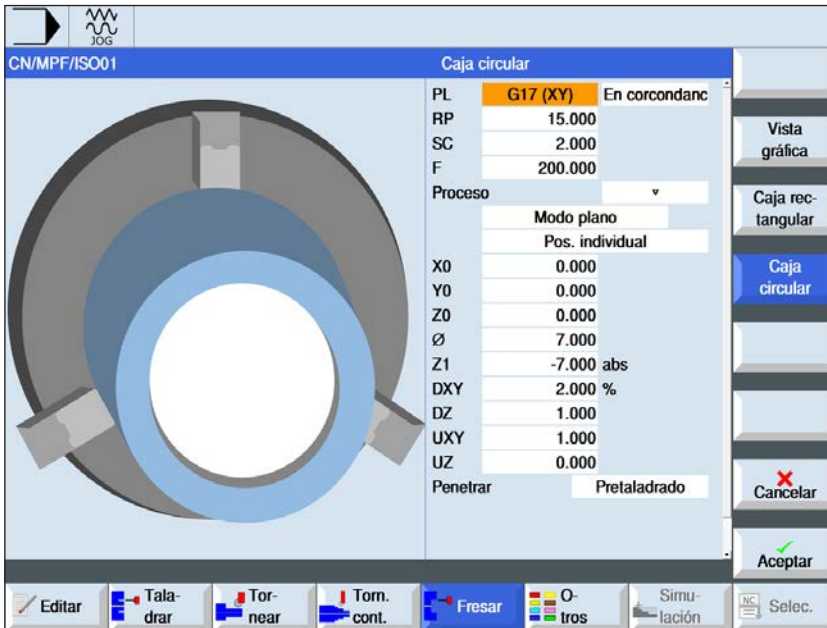 JOG
CN/MPF/ISO01
Caja circular
PL G17 (XY) En corcondanc
RP 15.000
SC 2.000
F 200.000
Proceso ▿
Modo plano
Pos. individual
X0 0.000
Y0 0.000
Z0 0.000
Ø 7.000
Z1 -7.000 abs
DXY 2.000 %
DZ 1.000
UXY 1.000
UZ 0.000
Penetrar Pretaladrado
Vista
gráfica
Caja rec-
tangular
Caja
circular
Cancelar
Aceptar
Editar
Tala-
drar
Tor-
near
Torn.
cont.
Fresar
O-
tros
Simu-
lación
NC
Selec.